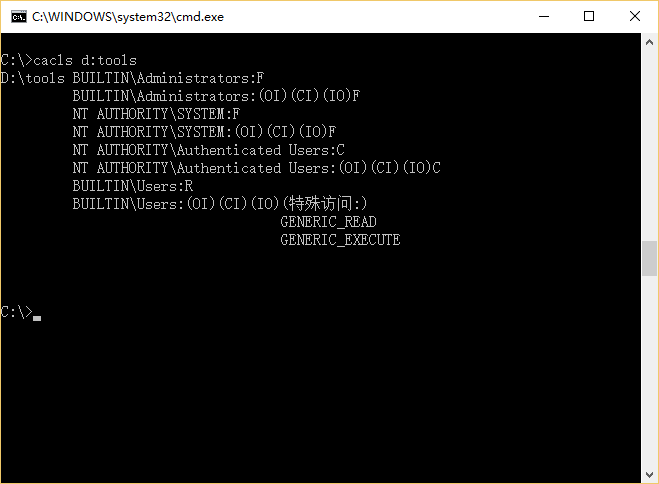 C:\WINDOWS\system32\cmd.exe
C:\>cacls d:tools
D:\tools BUILTIN\Administrators:F
BUILTIN\Administrators:(OI)(CI)(IO)F
NT AUTHORITY\SYSTEM:F
NT AUTHORITY\SYSTEM:(OI)(CI)(IO)F
NT AUTHORITY\Authenticated Users:C
NT AUTHORITY\Authenticated Users:(OI)(CI)(IO)C
BUILTIN\Users:R
BUILTIN\Users:(OI)(CI)(IO)(特殊访问:)
GENERIC_READ
GENERIC_EXECUTE
C:\>